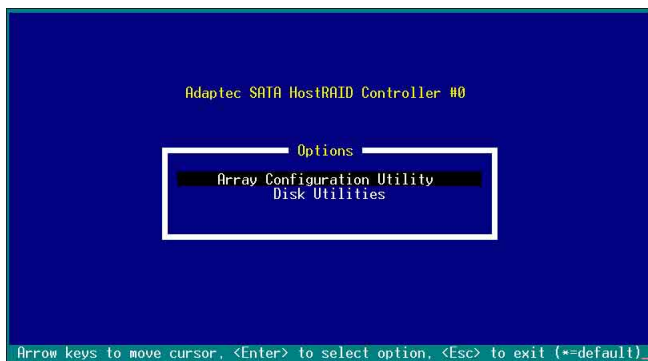 Adaptec SATA HostRAID Controller #0
Options
Array Configuration Utility
Disk Utilities
Arrow keys to move cursor, <Enter> to select option, <Esc> to exit (*=default)_